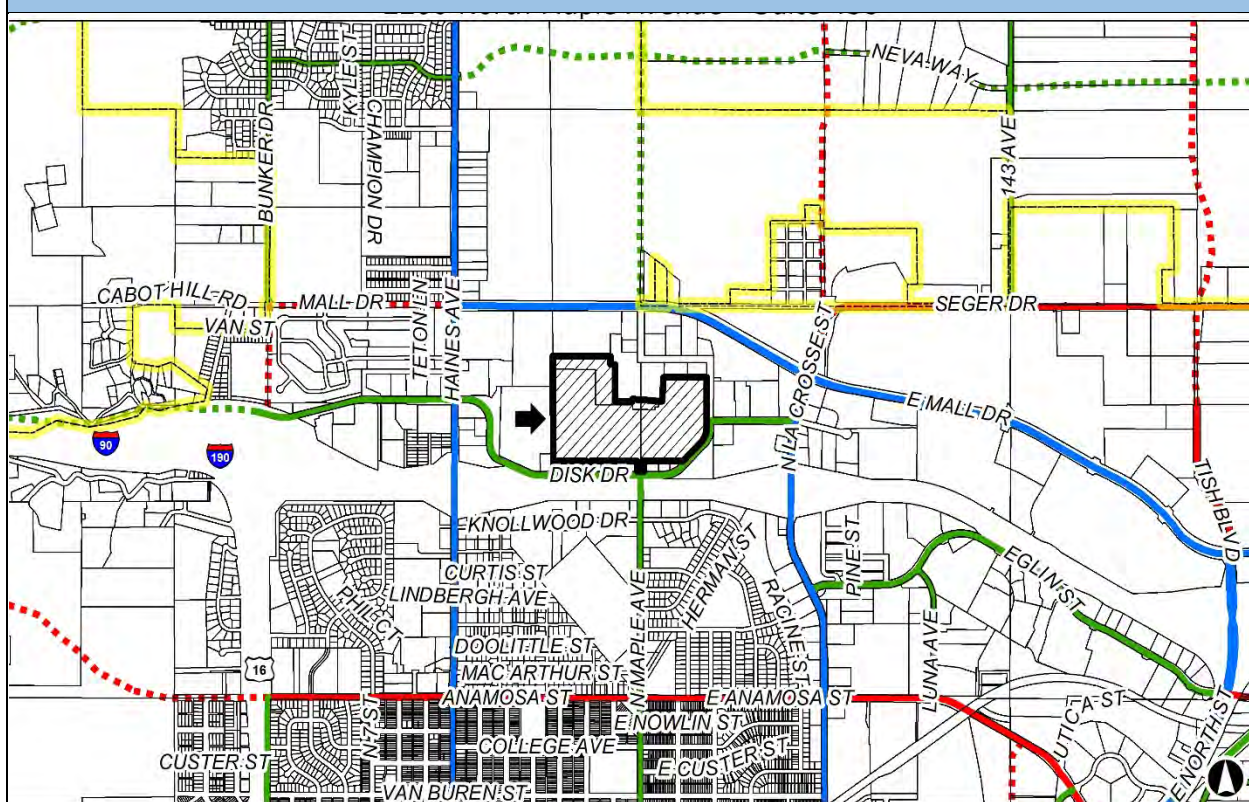 NEVA WAY
KYLE ST
BUNKER DR
CHAMPION DR
143 AVE
CABOT HILL RD
MALL DR
SEGER DR
VAN ST
TETON LN
HAINES AVE
N LA CROSSE ST
E MALL DR
90
190
DISK DR
TISH BLVD
KNOLLWOOD DR
PINE ST
EGLIN ST
CURTIS ST
LINDBERGH AVE
HERMAN ST
RACINE ST
PHILI CT
N MAPLE AVE
DOOLITTLE ST
LUNA AVE
16
MAC ARTHUR ST
ANAMOSA ST
E ANAMOSA ST
N 7 ST
E NOWLIN ST
UTICA ST
E NORTH ST
COLLEGE AVE
CUSTER ST
E CUSTER ST
VAN BUREN ST